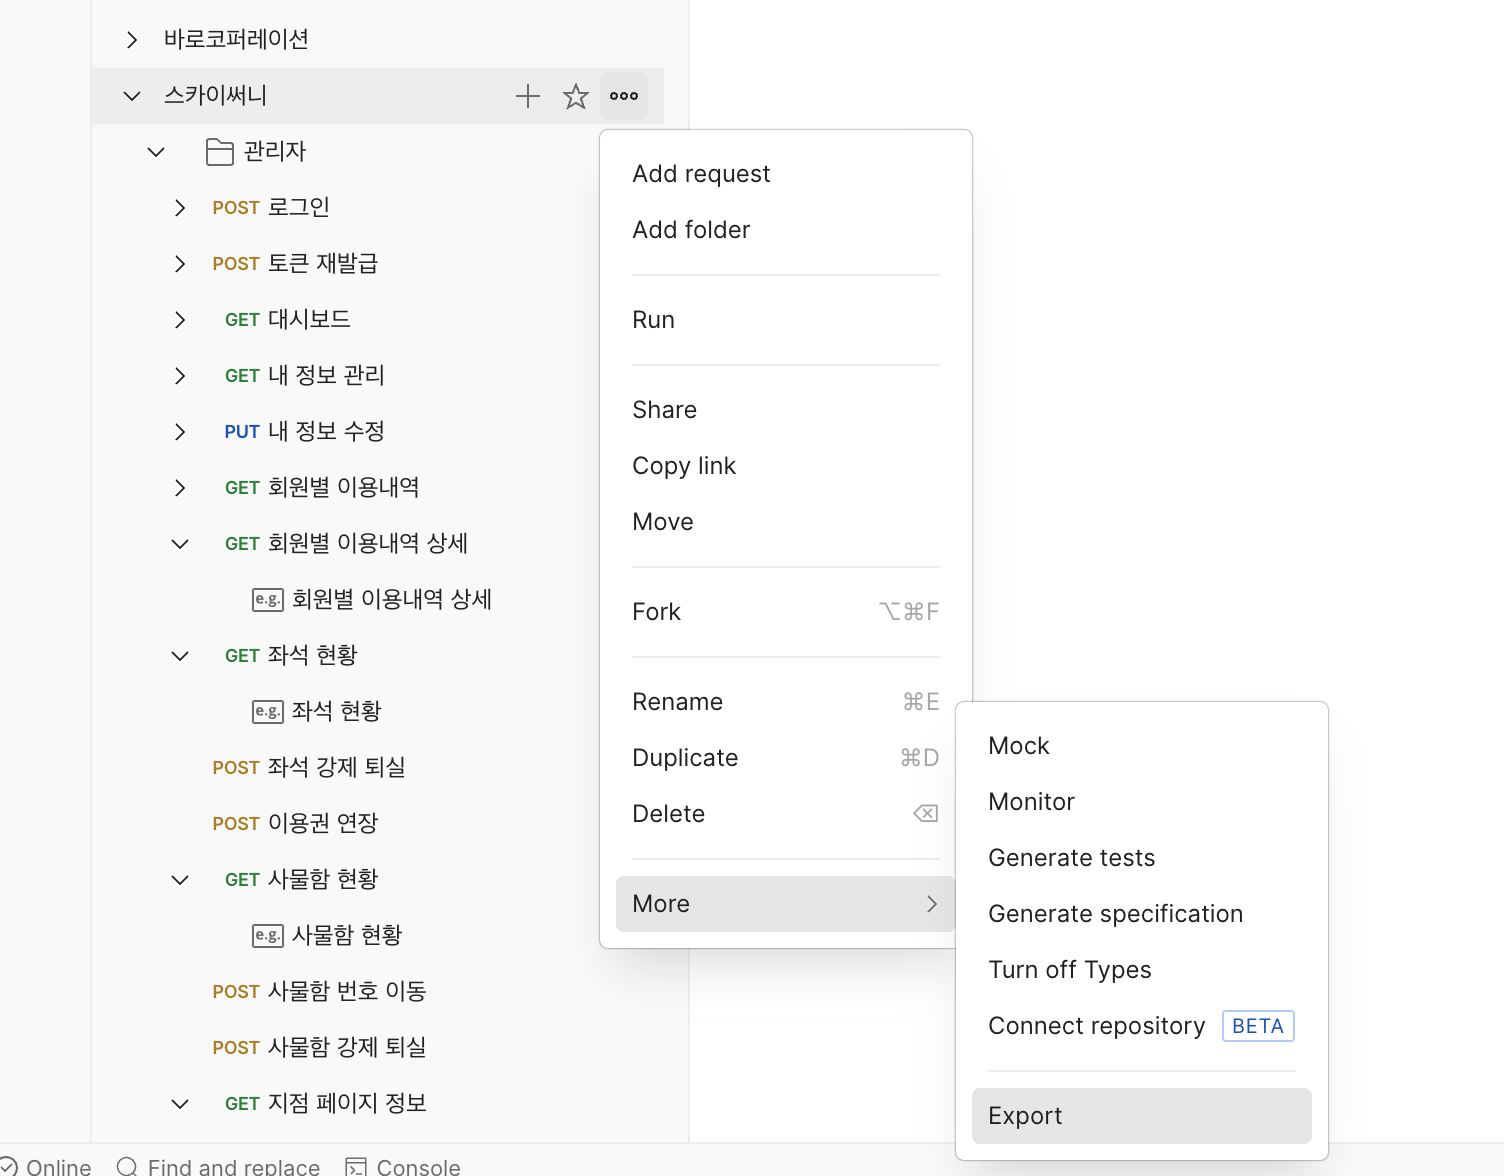 바로코퍼레이션
스카이써니
관리자
POST 로그인
POST 토큰 재발급
GET 대시보드
GET 내 정보 관리
PUT 내 정보 수정
GET 회원별 이용내역
GET 회원별 이용내역 상세
e.g. 회원별 이용내역 상세
GET 좌석 현황
e.g. 좌석 현황
POST 좌석 강제 퇴실
POST 이용권 연장
GET 사물함 현황
e.g. 사물함 현황
POST 사물함 번호 이동
POST 사물함 강제 퇴실
GET 지점 페이지 정보
Add request
Add folder
Run
Share
Copy link
Move
Fork ⌥⌘F
Rename ⌘E
Duplicate ⌘D
Delete ⌫
More
Mock
Monitor
Generate tests
Generate specification
Turn off Types
Connect repository BETA
Export
Online Find and replace Console